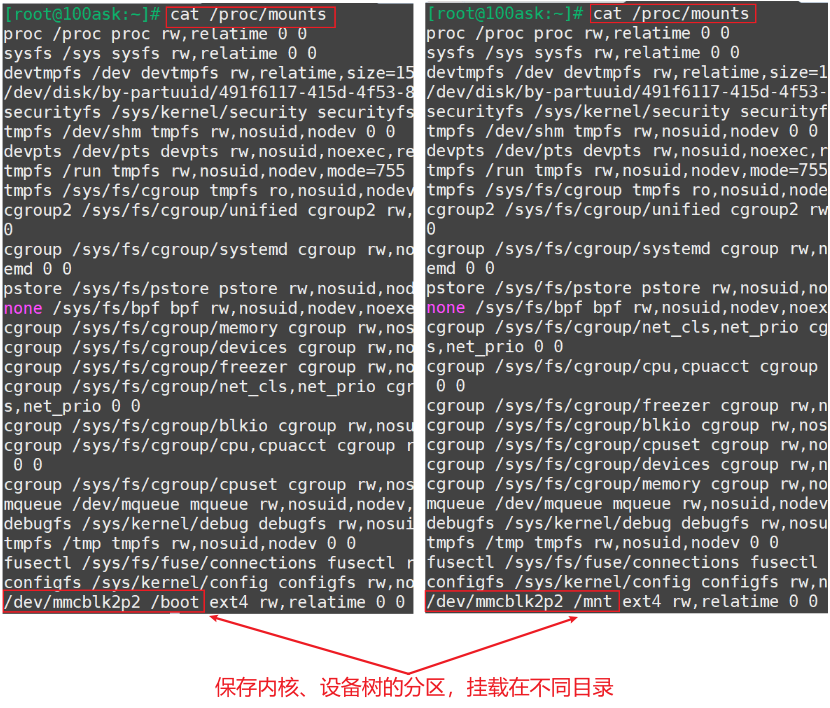 [root@100ask:~]# cat /proc/mounts
proc /proc proc rw,relatime 0 0
sysfs /sys sysfs rw,relatime 0 0
devtmpfs /dev devtmpfs rw,relatime,size=15
/dev/disk/by-partuuid/491f6117-415d-4f53-8
securityfs /sys/kernel/security securityfs
tmpfs /dev/shm tmpfs rw,nosuid,nodev 0 0
devpts /dev/pts devpts rw,nosuid,noexec,re
tmpfs /run tmpfs rw,nosuid,nodev,mode=755
tmpfs /sys/fs/cgroup tmpfs ro,nosuid,nodev
cgroup2 /sys/fs/cgroup/unified cgroup2 rw,
0
cgroup /sys/fs/cgroup/systemd cgroup rw,no
emd 0 0
pstore /sys/fs/pstore pstore rw,nosuid,nod
none /sys/fs/bpf bpf rw,nosuid,nodev,noexe
cgroup /sys/fs/cgroup/memory cgroup rw,nos
cgroup /sys/fs/cgroup/devices cgroup rw,no
cgroup /sys/fs/cgroup/freezer cgroup rw,no
cgroup /sys/fs/cgroup/net_cls,net_prio cgr
s,net_prio 0 0
cgroup /sys/fs/cgroup/blkio cgroup rw,nosu
cgroup /sys/fs/cgroup/cpu,cpuacct cgroup r
0 0
cgroup /sys/fs/cgroup/cpuset cgroup rw,nos
mqueue /dev/mqueue mqueue rw,nosuid,nodev,
debugfs /sys/kernel/debug debugfs rw,nosui
tmpfs /tmp tmpfs rw,nosuid,nodev 0 0
fusectl /sys/fs/fuse/connections fusectl r
configfs /sys/kernel/config configfs rw,no
/dev/mmcblk2p2 /boot ext4 rw,relatime 0 0
[root@100ask:~]# cat /proc/mounts
proc /proc proc rw,relatime 0 0
sysfs /sys sysfs rw,relatime 0 0
devtmpfs /dev devtmpfs rw,relatime,size=1
/dev/disk/by-partuuid/491f6117-415d-4f53-
securityfs /sys/kernel/security securityf
tmpfs /dev/shm tmpfs rw,nosuid,nodev 0 0
devpts /dev/pts devpts rw,nosuid,noexec,r
tmpfs /run tmpfs rw,nosuid,nodev,mode=755
tmpfs /sys/fs/cgroup tmpfs ro,nosuid,node
cgroup2 /sys/fs/cgroup/unified cgroup2 rw
0
cgroup /sys/fs/cgroup/systemd cgroup rw,n
emd 0 0
pstore /sys/fs/pstore pstore rw,nosuid,no
none /sys/fs/bpf bpf rw,nosuid,nodev,noex
cgroup /sys/fs/cgroup/net_cls,net_prio cg
s,net_prio 0 0
cgroup /sys/fs/cgroup/cpu,cpuacct cgroup
0 0
cgroup /sys/fs/cgroup/freezer cgroup rw,n
cgroup /sys/fs/cgroup/blkio cgroup rw,nos
cgroup /sys/fs/cgroup/cpuset cgroup rw,no
cgroup /sys/fs/cgroup/devices cgroup rw,n
cgroup /sys/fs/cgroup/memory cgroup rw,no
mqueue /dev/mqueue mqueue rw,nosuid,nodev
debugfs /sys/kernel/debug debugfs rw,nosu
tmpfs /tmp tmpfs rw,nosuid,nodev 0 0
fusectl /sys/fs/fuse/connections fusectl
configfs /sys/kernel/config configfs rw,n
/dev/mmcblk2p2 /mnt ext4 rw,relatime 0 0
保存内核、设备树的分区，挂载在不同目录